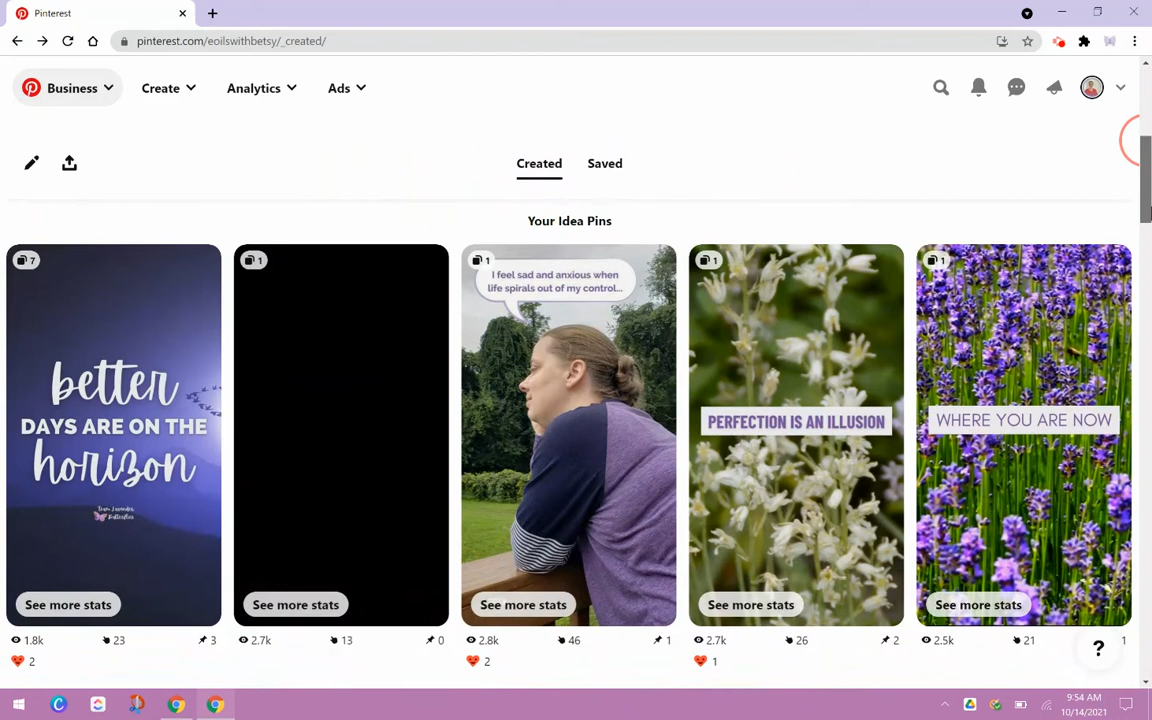 Pinterest
pinterest.com/eoilswithbetsy/_created/
Business
Create
Analytics
Ads
Created
Saved
Your Idea Pins
7
1
1
1
1
better
DAYS ARE ON THE
horizon
Team Lavender
Butterflies
I feel sad and anxious when
life spirals out of my control...
PERFECTION IS AN ILLUSION
WHERE YOU ARE NOW
See more stats
See more stats
See more stats
See more stats
See more stats
1.8k 23 3
2.7k 13 0
2.8k 46 1
2.7k 26 2
2.5k 21 1
2
2
1
?
9:54 AM
10/14/2021